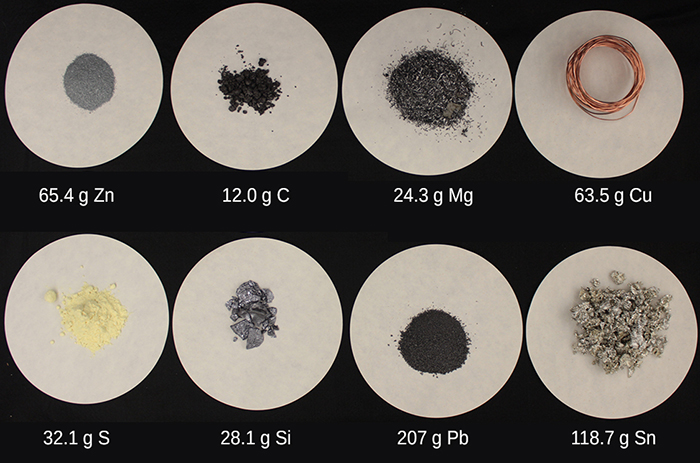 65.4 g Zn
12.0 g C
24.3 g Mg
63.5 g Cu
32.1 g S
28.1 g Si
207 g Pb
118.7 g Sn